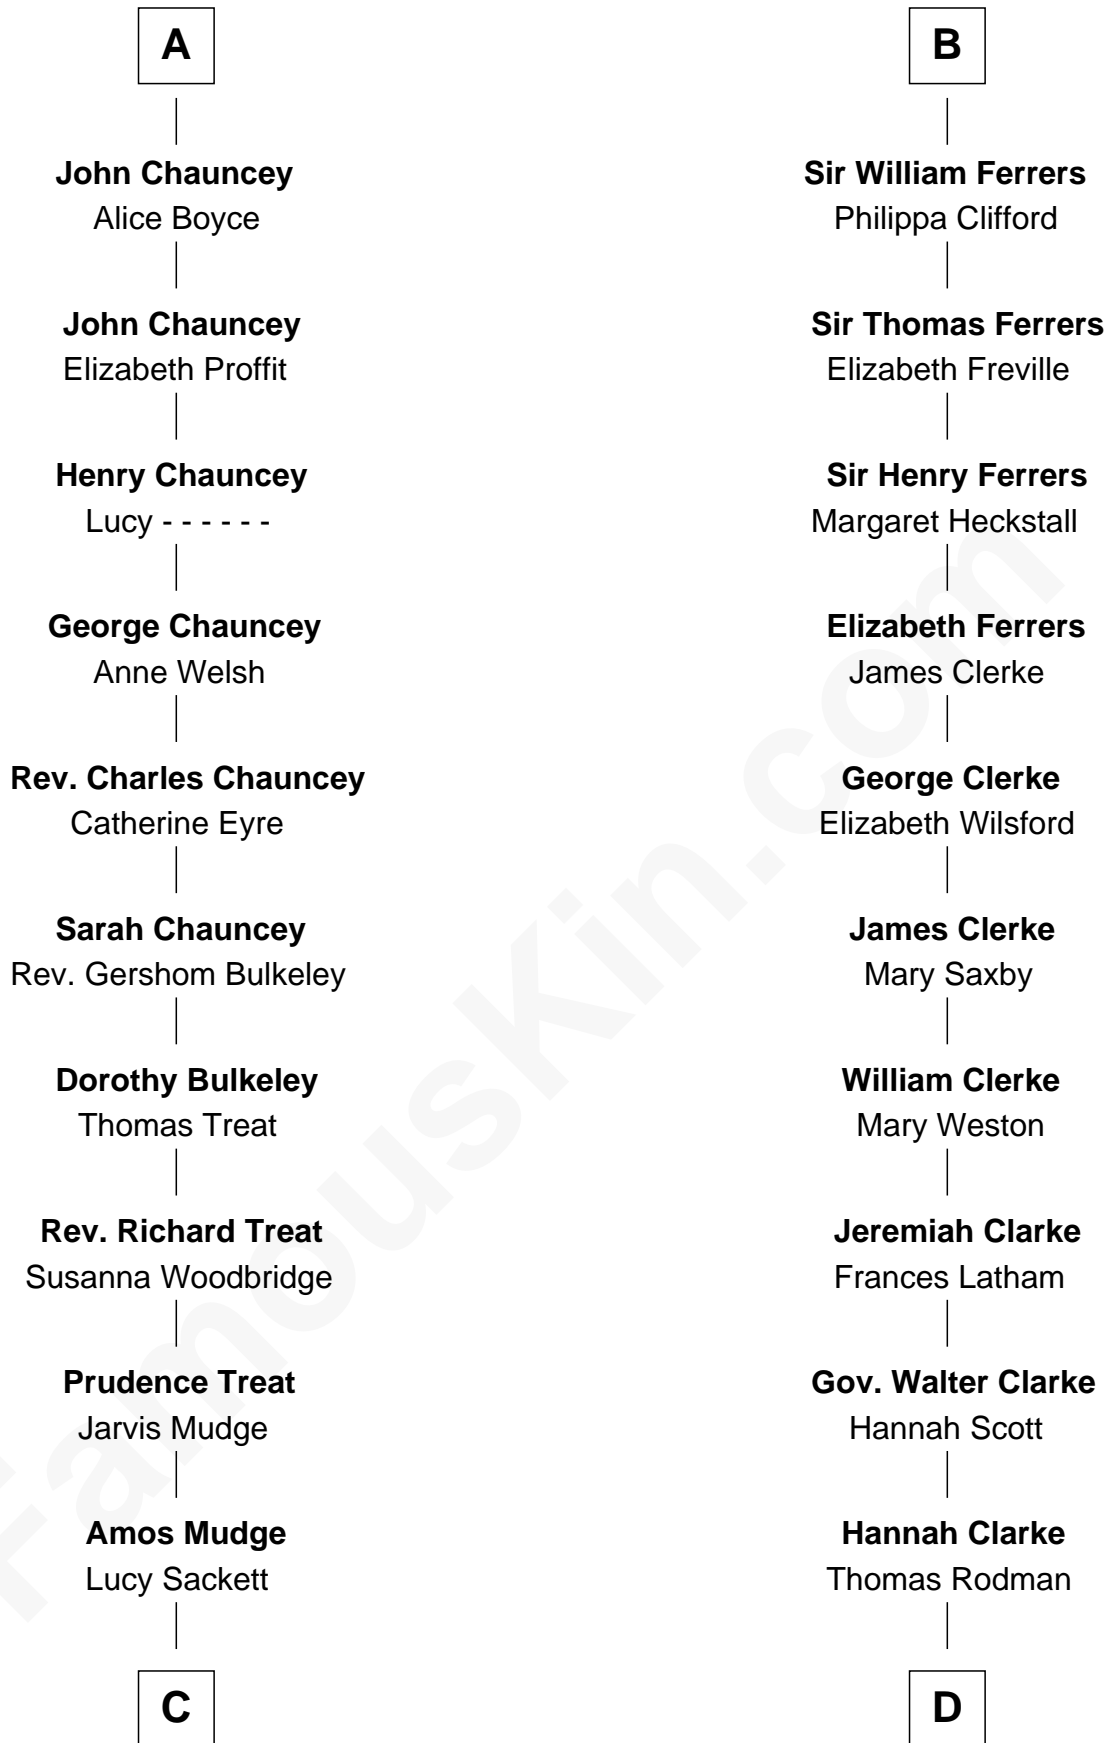 A
John Chauncey
Alice Boyce
John Chauncey
Elizabeth Proffit
Henry Chauncey
Lucy - - - - - -
George Chauncey
Anne Welsh
Rev. Charles Chauncey
Catherine Eyre
Sarah Chauncey
Rev. Gershom Bulkeley
Dorothy Bulkeley
Thomas Treat
Rev. Richard Treat
Susanna Woodbridge
Prudence Treat
Jarvis Mudge
Amos Mudge
Lucy Sackett
C
B
Sir William Ferrers
Philippa Clifford
Sir Thomas Ferrers
Elizabeth Freville
Sir Henry Ferrers
Margaret Heckstall
Elizabeth Ferrers
James Clerke
George Clerke
Elizabeth Wilsford
James Clerke
Mary Saxby
William Clerke
Mary Weston
Jeremiah Clarke
Frances Latham
Gov. Walter Clarke
Hannah Scott
Hannah Clarke
Thomas Rodman
D
FamousKin.com